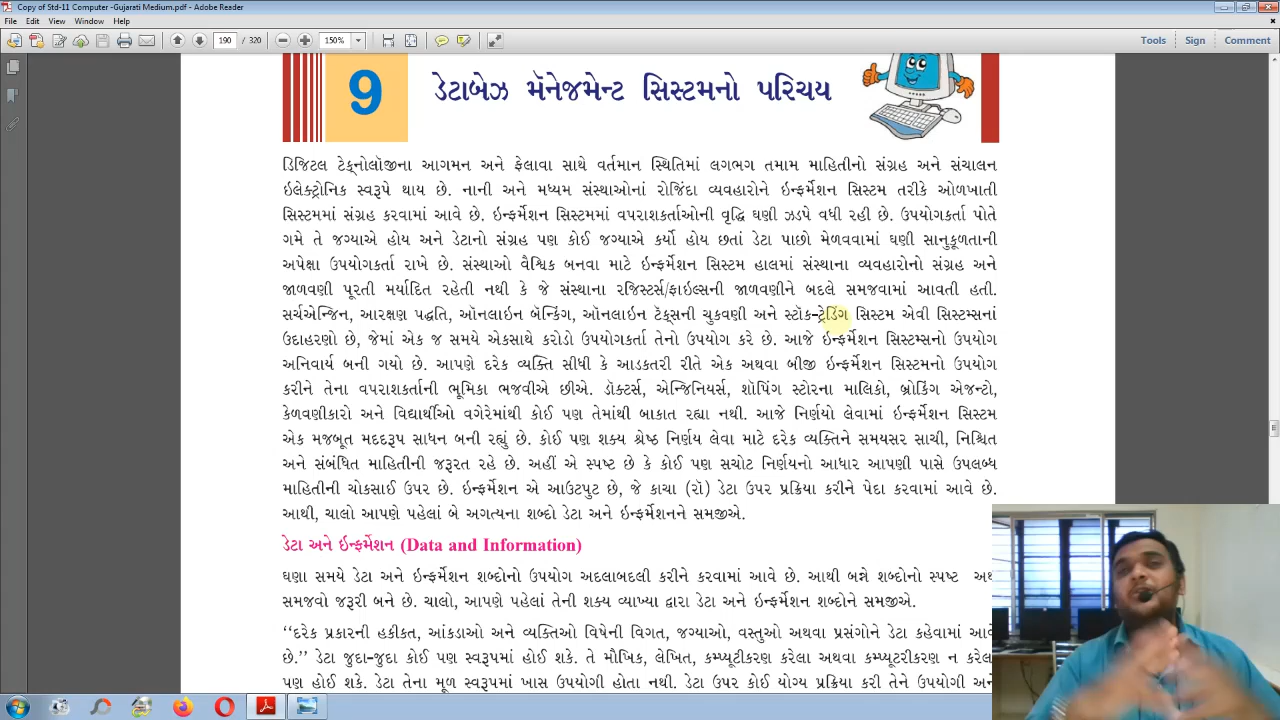 Copy of Std-11 Computer -Gujarati Medium.pdf - Adobe Reader
File Edit View Window Help
190 / 320 150% Tools Sign Comment
9 ડેટાબેઝ મૅનેજમેન્ટ સિસ્ટમનો પરિચય
ડિજિટલ ટેક્નોલૉજીના આગમન અને ફેલાવા સાથે વર્તમાન સ્થિતિમાં લગભગ તમામ માહિતીનો સંગ્રહ અને સંચાલન
ઇલેક્ટ્રોનિક સ્વરૂપે થાય છે. નાની અને મધ્યમ સંસ્થાઓનાં રોજિંદા વ્યવહારોને ઇન્ફર્મેશન સિસ્ટમ તરીકે ઓળખાતી
સિસ્ટમમાં સંગ્રહ કરવામાં આવે છે. ઇન્ફર્મેશન સિસ્ટમમાં વપરાશકર્તાઓની વૃદ્ધિ ઘણી ઝડપે વધી રહી છે. ઉપયોગકર્તા પોતે
ગમે તે જગ્યાએ હોય અને ડેટાનો સંગ્રહ પણ કોઈ જગ્યાએ કર્યો હોય છતાં ડેટા પાછો મેળવવામાં ઘણી સાનુકૂળતાની
અપેક્ષા ઉપયોગકર્તા રાખે છે. સંસ્થાઓ વૈશ્વિક બનવા માટે ઇન્ફર્મેશન સિસ્ટમ હાલમાં સંસ્થાના વ્યવહારોનો સંગ્રહ અને
જાળવણી પૂરતી મર્યાદિત રહેતી નથી કે જે સંસ્થાના રજિસ્ટર્સ/ફાઇલ્સની જાળવણીને બદલે સમજવામાં આવતી હતી.
સર્ચએન્જિન, આરક્ષણ પદ્ધતિ, ઑનલાઇન બૅન્કિંગ, ઑનલાઇન ટૅક્સની ચુકવણી અને સ્ટૉક-ટ્રેડિંગ સિસ્ટમ એવી સિસ્ટમ્સનાં
ઉદાહરણો છે, જેમાં એક જ સમયે એકસાથે કરોડો ઉપયોગકર્તા તેનો ઉપયોગ કરે છે. આજે ઇન્ફર્મેશન સિસ્ટમ્સનો ઉપયોગ
અનિવાર્ય બની ગયો છે. આપણે દરેક વ્યક્તિ સીધી કે આડકતરી રીતે એક અથવા બીજી ઇન્ફર્મેશન સિસ્ટમનો ઉપયોગ
કરીને તેના વપરાશકર્તાની ભૂમિકા ભજવીએ છીએ. ડૉક્ટર્સ, એન્જિનિયર્સ, શૉપિંગ સ્ટોરના માલિકો, બ્રોકિંગ એજન્ટો,
કેળવણીકારો અને વિદ્યાર્થીઓ વગેરેમાંથી કોઈ પણ તેમાંથી બાકાત રહ્યા નથી. આજે નિર્ણયો લેવામાં ઇન્ફર્મેશન સિસ્ટમ
એક મજબૂત મદદરૂપ સાધન બની રહ્યું છે. કોઈ પણ શક્ય શ્રેષ્ઠ નિર્ણય લેવા માટે દરેક વ્યક્તિને સમયસર સાચી, નિશ્ચિત
અને સંબંધિત માહિતીની જરૂરત રહે છે. અહીં એ સ્પષ્ટ છે કે કોઈ પણ સચોટ નિર્ણયનો આધાર આપણી પાસે ઉપલબ્ધ
માહિતીની ચોકસાઈ ઉપર છે. ઇન્ફર્મેશન એ આઉટપુટ છે, જે કાચા (રૉ) ડેટા ઉપર પ્રક્રિયા કરીને પેદા કરવામાં આવે છે.
આથી, ચાલો આપણે પહેલાં બે અગત્યના શબ્દો ડેટા અને ઇન્ફર્મેશનને સમજીએ.
ડેટા અને ઇન્ફર્મેશન (Data and Information)
ઘણા સમયે ડેટા અને ઇન્ફર્મેશન શબ્દોનો ઉપયોગ અદલાબદલી કરીને કરવામાં આવે છે. આથી બન્ને શબ્દોનો સ્પષ્ટ
સમજવો જરૂરી બને છે. ચાલો, આપણે પહેલાં તેની શક્ય વ્યાખ્યા દ્વારા ડેટા અને ઇન્ફર્મેશન શબ્દોને સમજીએ.
‘‘દરેક પ્રકારની હકીકત, આંકડાઓ અને વ્યક્તિઓ વિષેની વિગત, જગ્યાઓ, વસ્તુઓ અથવા પ્રસંગોને ડેટા કહેવામાં
છે.’’ ડેટા જુદા-જુદા કોઈ પણ સ્વરૂપમાં હોઈ શકે. તે મૌખિક, લેખિત, કમ્પ્યૂટીકરણ કરેલા અથવા કમ્પ્યૂટરીકરણ ન
પણ હોઈ શકે. ડેટા તેના મૂળ સ્વરૂપમાં ખાસ ઉપયોગી હોતા નથી. ડેટા ઉપર કોઈ યોગ્ય પ્રક્રિયા કરી તેને ઉપયોગી